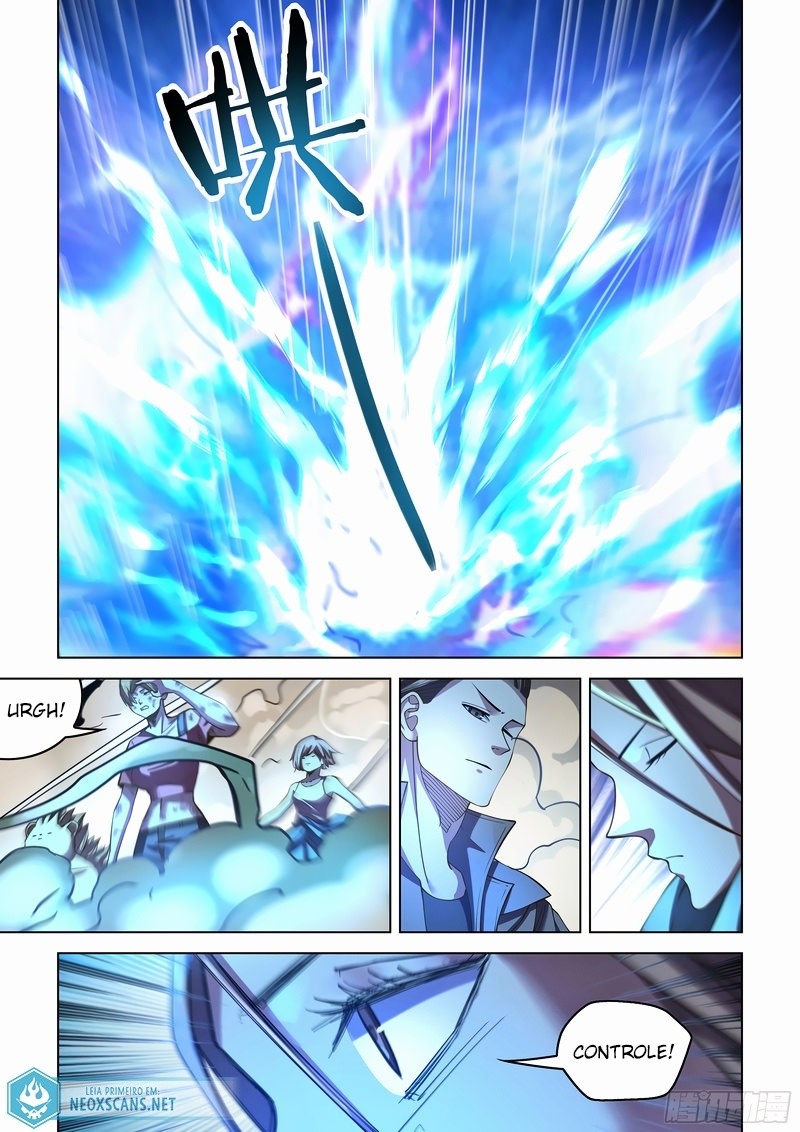 哄
URGH!
CONTROLE!
LEIA PRIMEIRO EM:
NEOXSCANS.NET
腾讯动漫